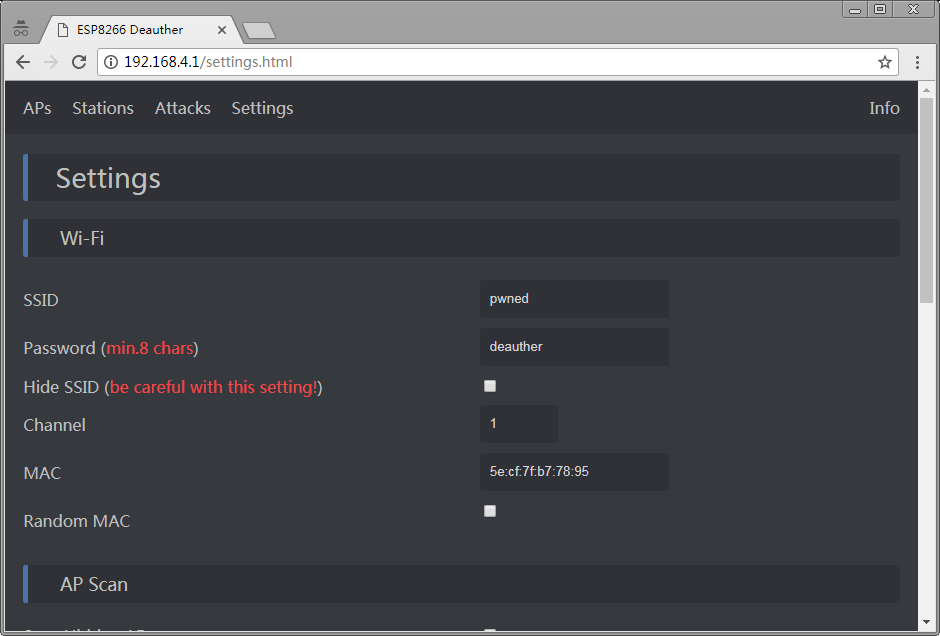 ESP8266 Deauther
192.168.4.1/settings.html
APs Stations Attacks Settings Info
Settings
Wi-Fi
SSID pwned
Password (min.8 chars) deauther
Hide SSID (be careful with this setting!)
Channel 1
MAC 5e:cf:7f:b7:78:95
Random MAC
AP Scan